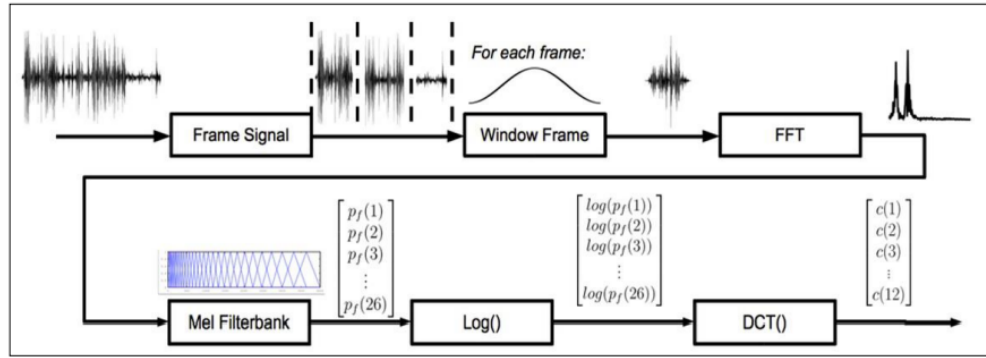 For each frame:
Frame Signal
Window Frame
FFT
p_f(1)
p_f(2)
p_f(3)
⋮
p_f(26)
log(p_f(1))
log(p_f(2))
log(p_f(3))
⋮
log(p_f(26))
c(1)
c(2)
c(3)
⋮
c(12)
Mel Filterbank
Log()
DCT()